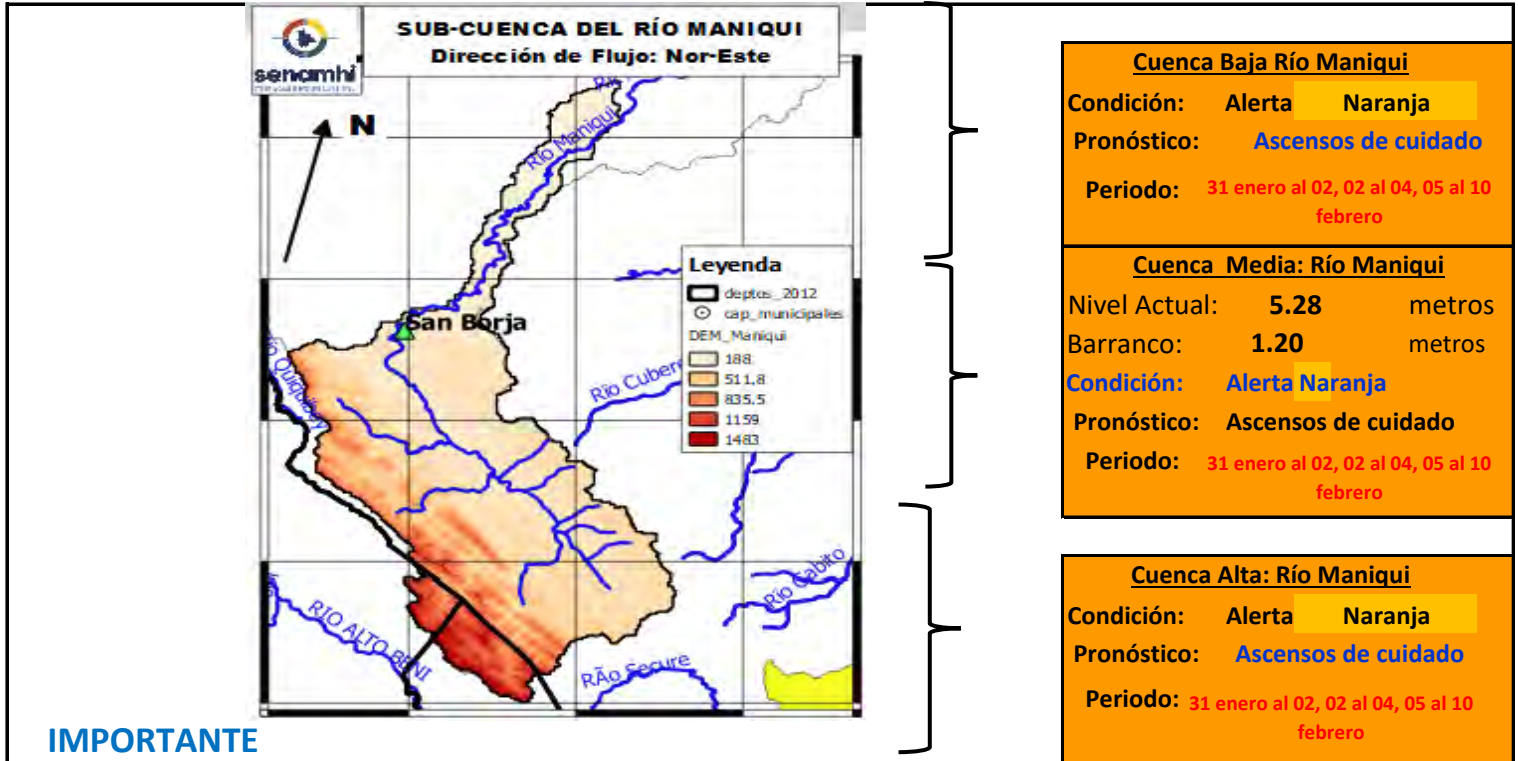 SUB-CUENCA DEL RÍO MANIQUI
Dirección de Flujo: Nor-Este
senamhi
N
Río Maniqui
San Borja
Leyenda
deptos_2012
cap_municipales
DEM_Maniqui
188
511.8
835.5
1159
1483
Río Quiquibey
Río Cubere
RIO ALTO BENI
RÃo Secure
Río Cabito
IMPORTANTE
Cuenca Baja Río Maniqui
Condición: Alerta Naranja
Pronóstico: Ascensos de cuidado
Periodo: 31 enero al 02, 02 al 04, 05 al 10
febrero
Cuenca Media: Río Maniqui
Nivel Actual: 5.28 metros
Barranco: 1.20 metros
Condición: Alerta Naranja
Pronóstico: Ascensos de cuidado
Periodo: 31 enero al 02, 02 al 04, 05 al 10
febrero
Cuenca Alta: Río Maniqui
Condición: Alerta Naranja
Pronóstico: Ascensos de cuidado
Periodo: 31 enero al 02, 02 al 04, 05 al 10
febrero